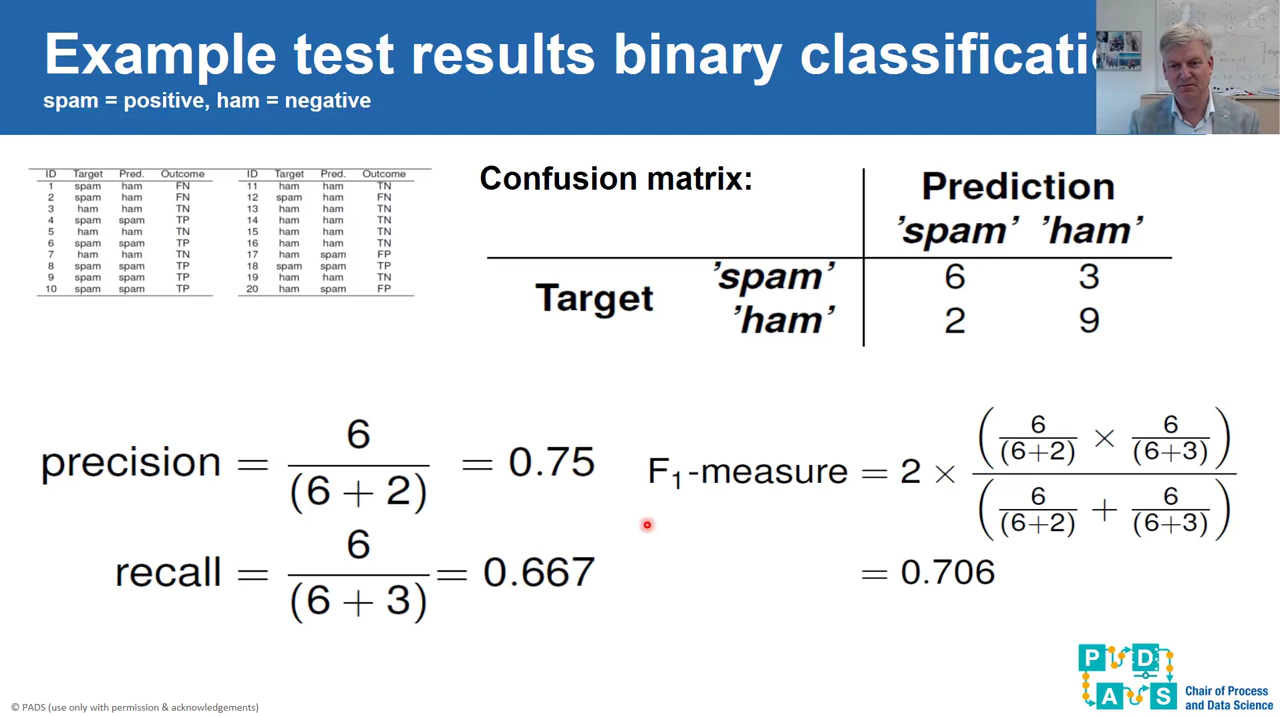 Example test results binary classificatio
spam = positive, ham = negative
ID Target Pred. Outcome
1 spam ham FN
2 spam ham FN
3 ham ham TN
4 spam spam TP
5 ham ham TN
6 spam spam TP
7 ham ham TN
8 spam spam TP
9 spam spam TP
10 spam spam TP
ID Target Pred. Outcome
11 ham ham TN
12 spam ham FN
13 ham ham TN
14 ham ham TN
15 ham ham TN
16 ham ham TN
17 ham spam FP
18 spam spam TP
19 ham ham TN
20 ham spam FP
Confusion matrix:
Prediction
'spam' 'ham'
Target
'spam' 6 3
'ham' 2 9
precision = 6 / (6 + 2) = 0.75
recall = 6 / (6 + 3) = 0.667
F₁-measure = 2 × (6/(6+2) × 6/(6+3)) / (6/(6+2) + 6/(6+3))
= 0.706
P D
A S
Chair of Process
and Data Science
© PADS (use only with permission & acknowledgements)